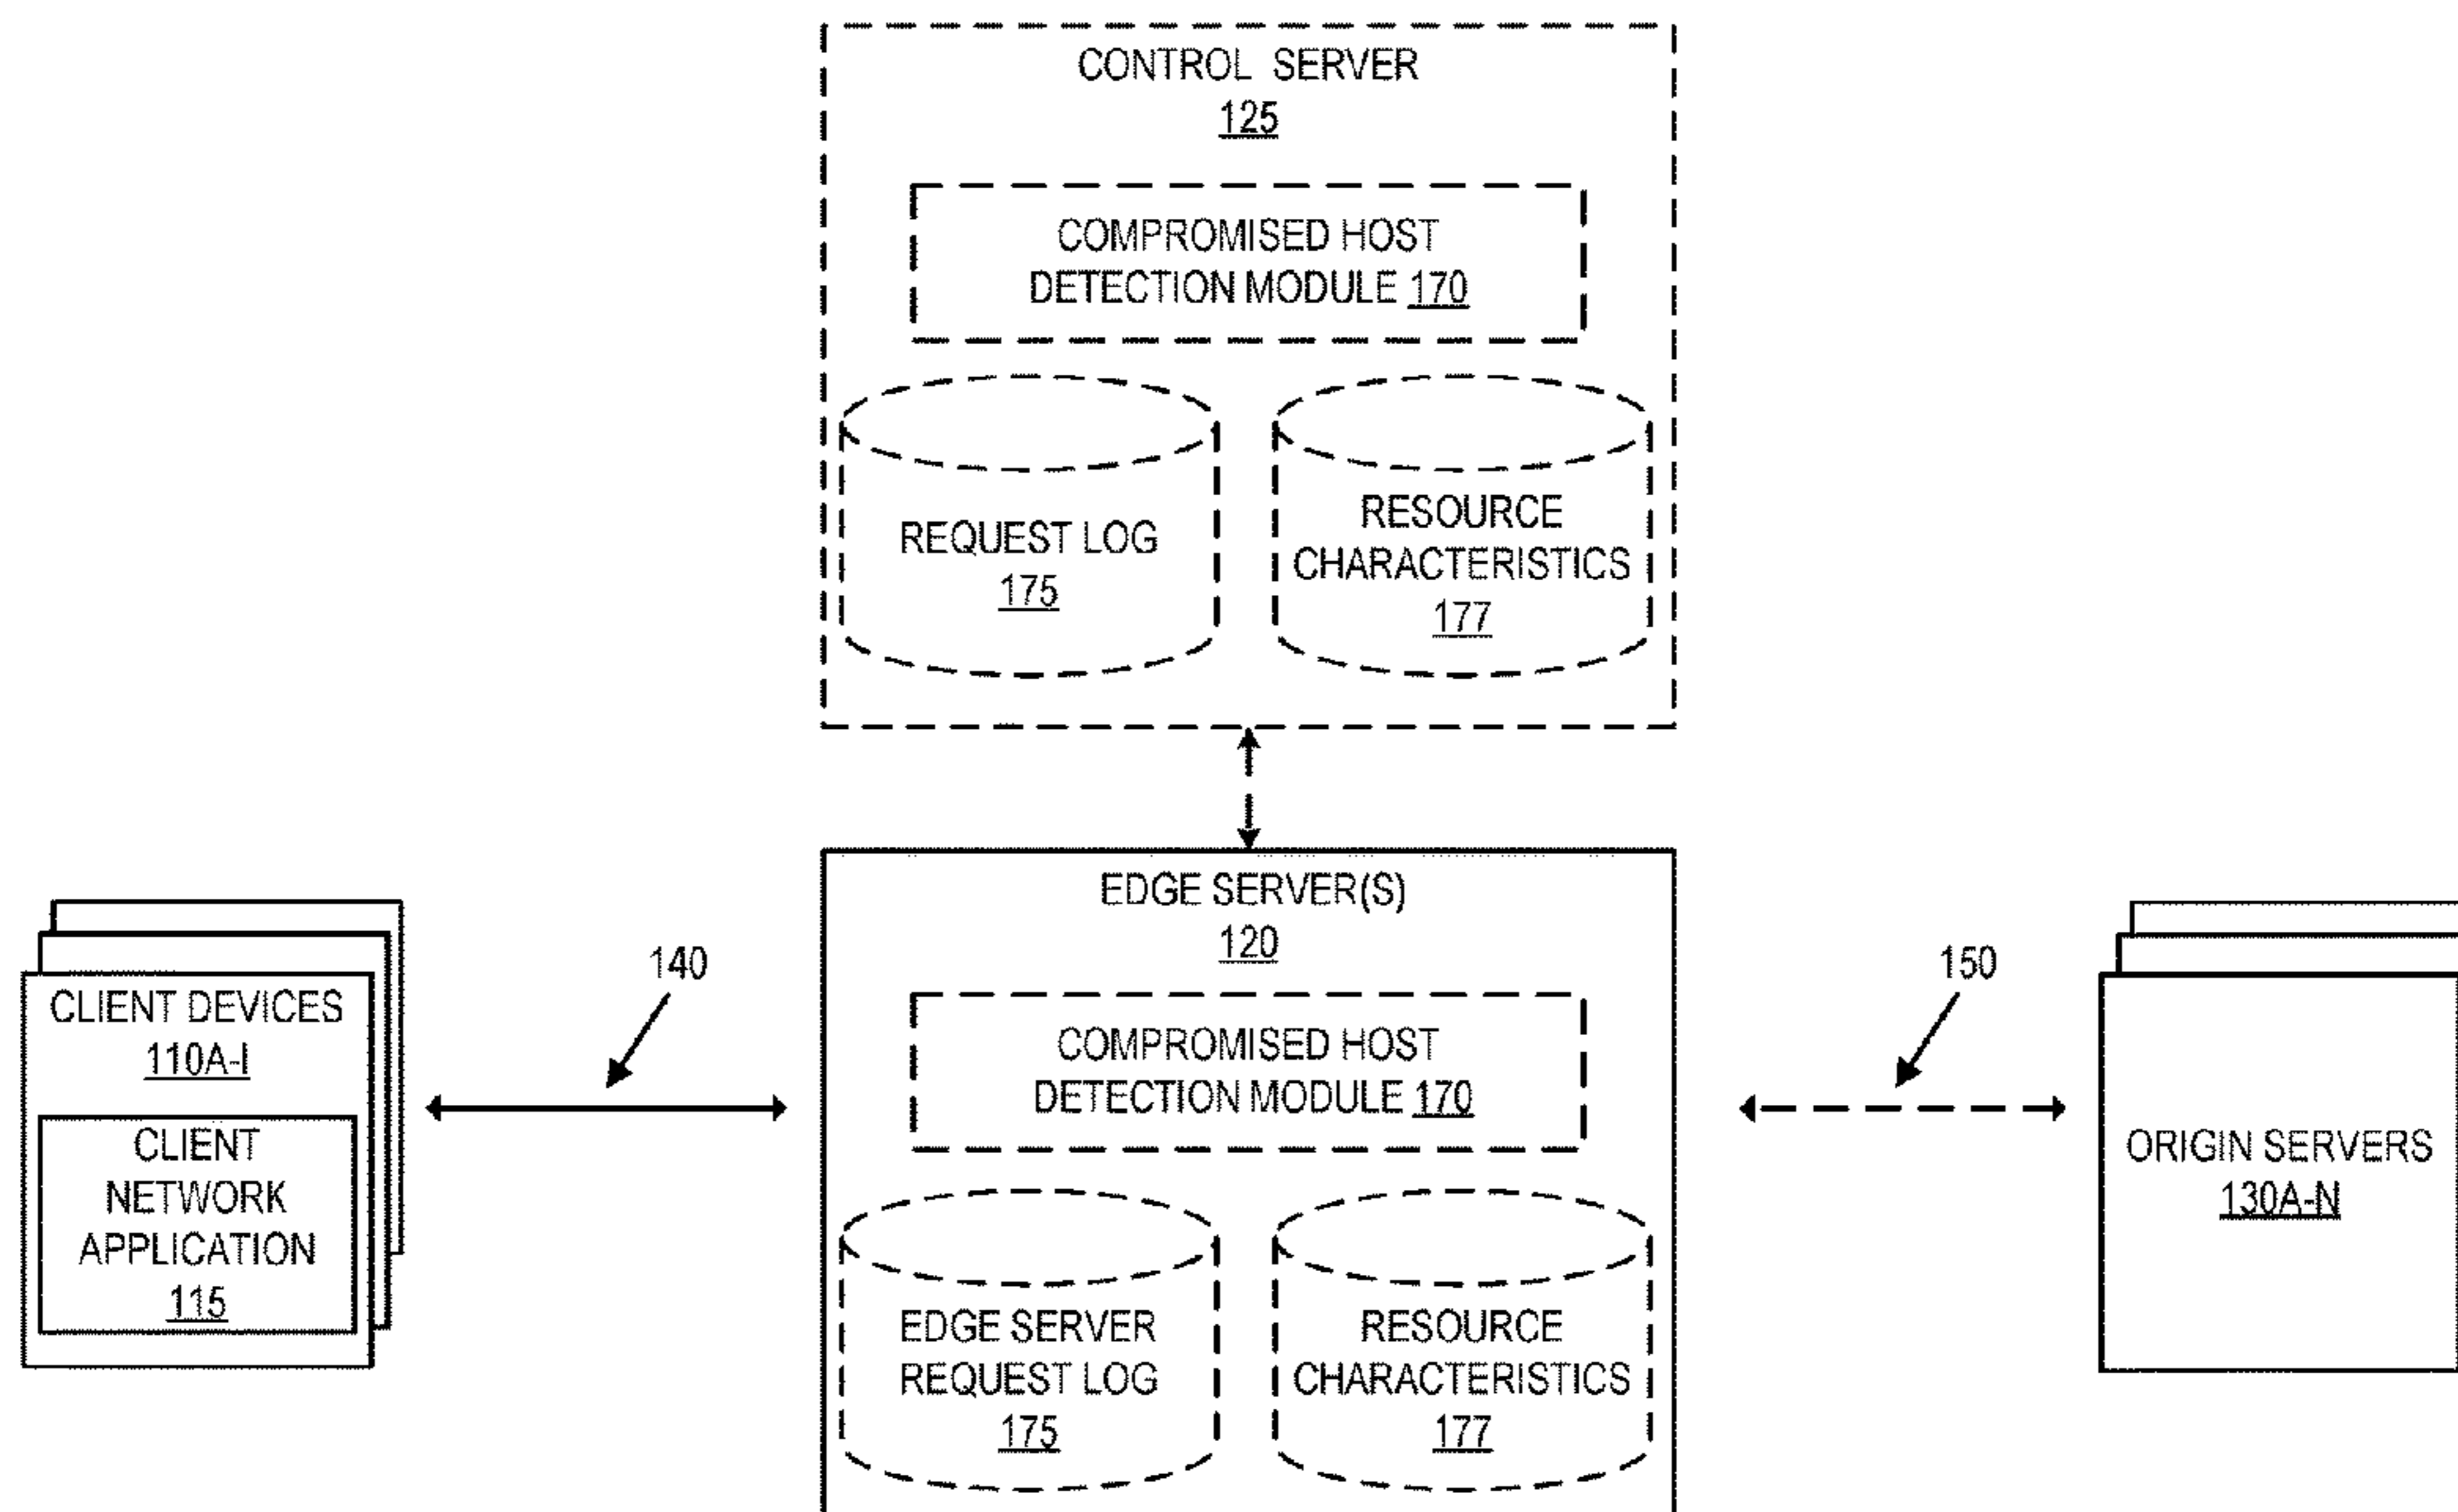 CONTROL SERVER
125
COMPROMISED HOST
DETECTION MODULE 170
REQUEST LOG
175
RESOURCE
CHARACTERISTICS
177
EDGE SERVER(S)
120
COMPROMISED HOST
DETECTION MODULE 170
EDGE SERVER
REQUEST LOG
175
RESOURCE
CHARACTERISTICS
177
CLIENT DEVICES
110A-I
CLIENT
NETWORK
APPLICATION
115
140
150
ORIGIN SERVERS
130A-N